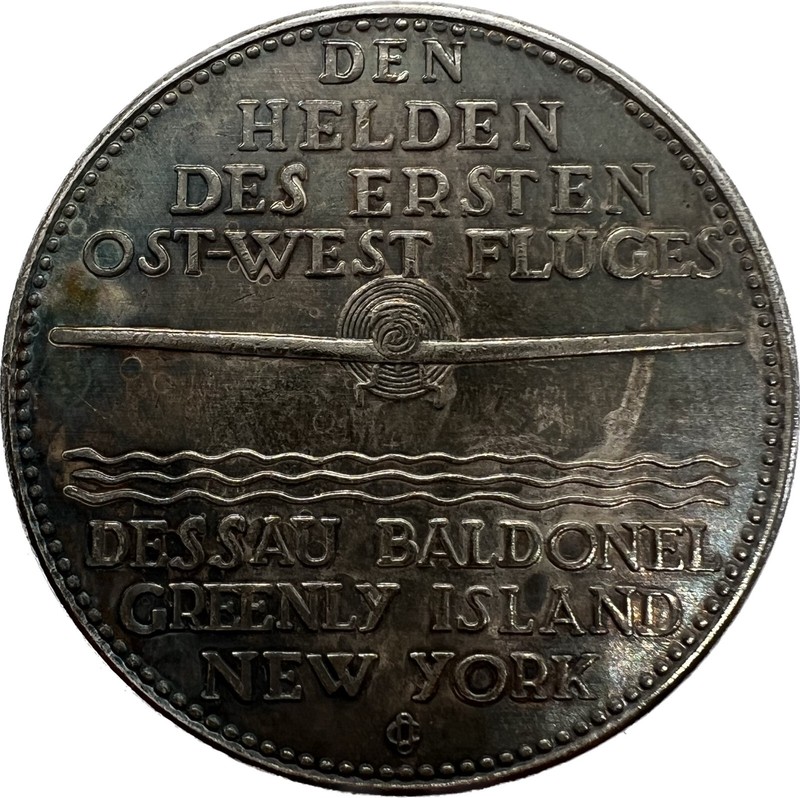 DEN
HELDEN
DES ERSTEN
OST-WEST FLUGES
DESSAU BALDONEL
GREENLY ISLAND
NEW YORK